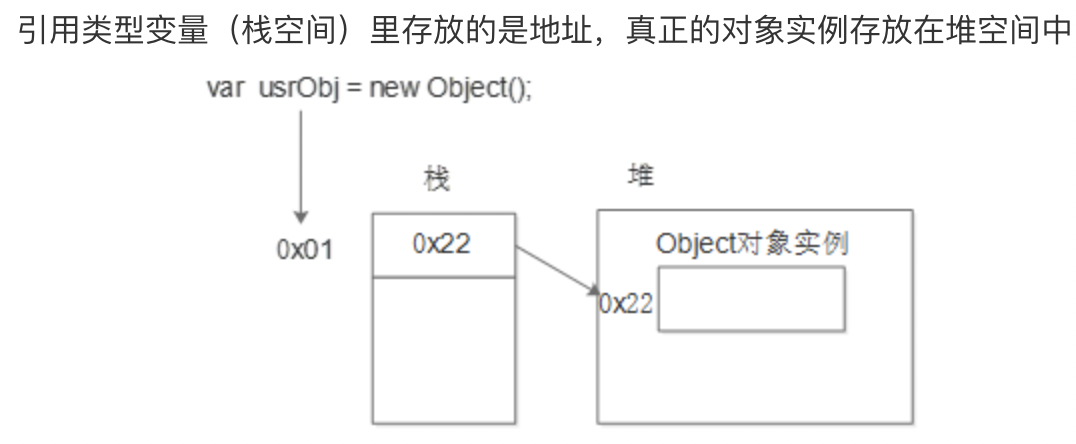 引用类型变量（栈空间）里存放的是地址，真正的对象实例存放在堆空间中
var usrObj = new Object();
栈
堆
0x01
0x22
Object对象实例
0x22